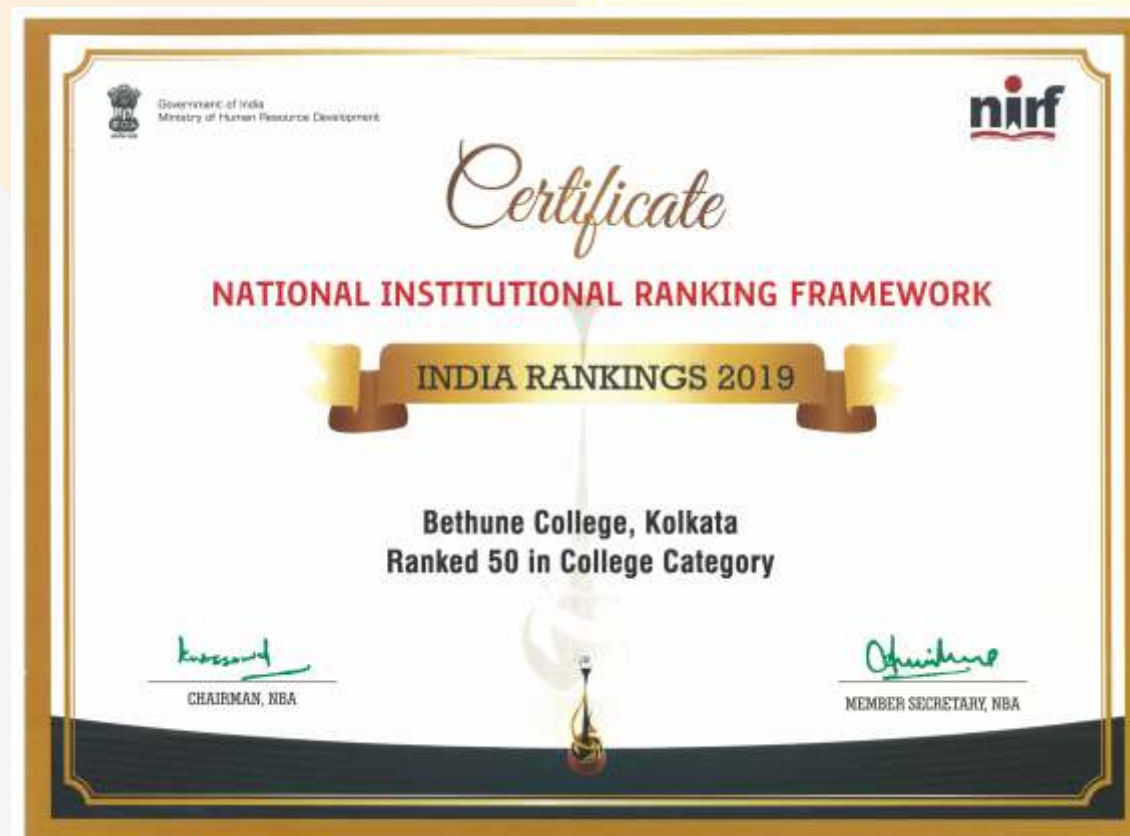 Government of India
Ministry of Human Resource Development
nirf
Certificate
NATIONAL INSTITUTIONAL RANKING FRAMEWORK
INDIA RANKINGS 2019
Bethune College, Kolkata
Ranked 50 in College Category
CHAIRMAN, NBA
MEMBER SECRETARY, NBA